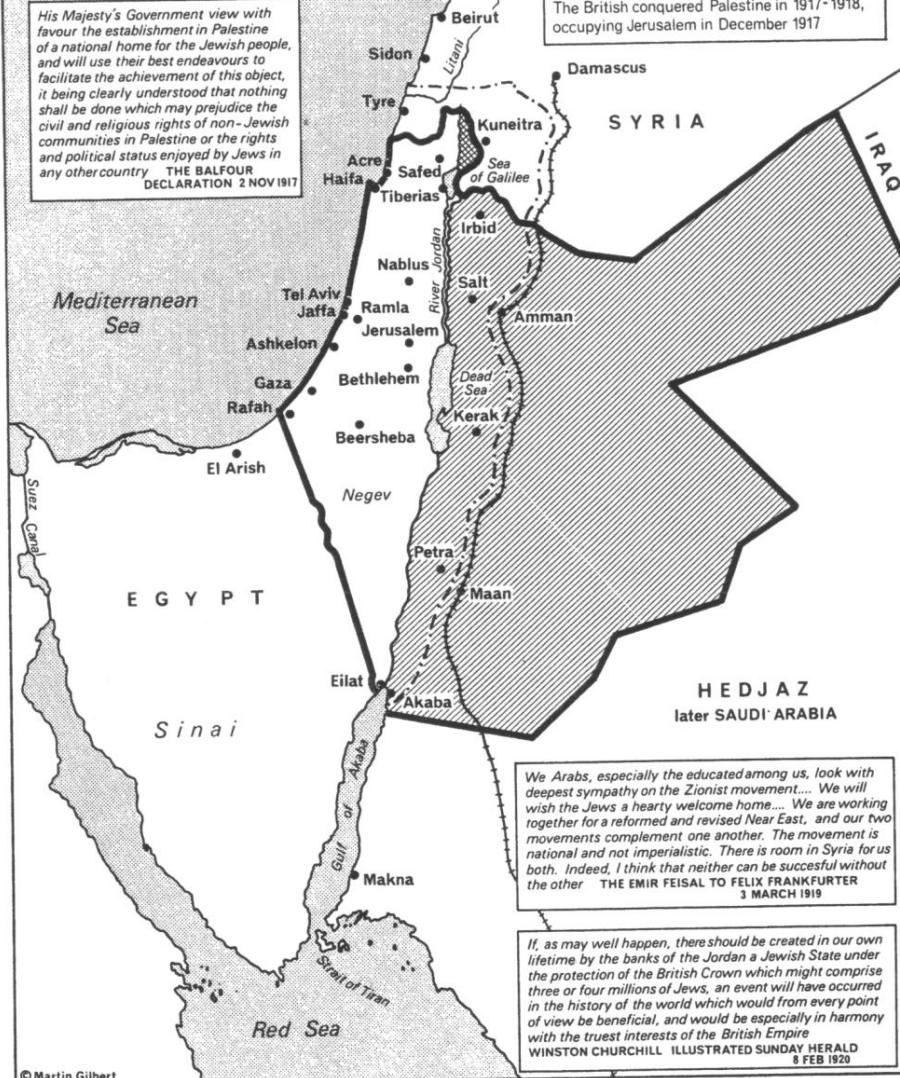 His Majesty's Government view with
favour the establishment in Palestine
of a national home for the Jewish people,
and will use their best endeavours to
facilitate the achievement of this object,
it being clearly understood that nothing
shall be done which may prejudice the
civil and religious rights of non-Jewish
communities in Palestine or the rights
and political status enjoyed by Jews in
any other country THE BALFOUR
DECLARATION 2 NOV 1917
The British conquered Palestine in 1917-1918,
occupying Jerusalem in December 1917
Beirut
Litani
Sidon
Damascus
Tyre
SYRIA
Kuneitra
IRAQ
Acre
Safed
Sea
of Galilee
Haifa
Tiberias
Irbid
River Jordan
Nablus
Mediterranean
Sea
Tel Aviv
Jaffa
Ramla
Salt
Amman
Jerusalem
Ashkelon
Bethlehem
Dead
Sea
Gaza
Rafah
Kerak
Beersheba
El Arish
Suez Canal
Negev
Petra
EGYPT
Maan
Eilat
Akaba
HEDJAZ
later SAUDI ARABIA
Sinai
Gulf of Akaba
We Arabs, especially the educated among us, look with
deepest sympathy on the Zionist movement.... We will
wish the Jews a hearty welcome home.... We are working
rogether for a reformed and revised Near East, and our two
movements complement one another. The movement is
national and not imperialistic. There is room in Syria for us
both. Indeed, I think that neither can be succesful without
the other THE EMIR FEISAL TO FELIX FRANKFURTER
3 MARCH 1919
Makna
Strait of Tiran
If, as may well happen, there should be created in our own
lifetime by the banks of the Jordan a Jewish State under
the protection of the British Crown which might comprise
three or four millions of Jews, an event will have occurred
in the history of the world which would from every point
of view be beneficial, and would be especially in harmony
with the truest interests of the British Empire
WINSTON CHURCHILL ILLUSTRATED SUNDAY HERALD
8 FEB 1920
Red Sea
© Martin Gilbert